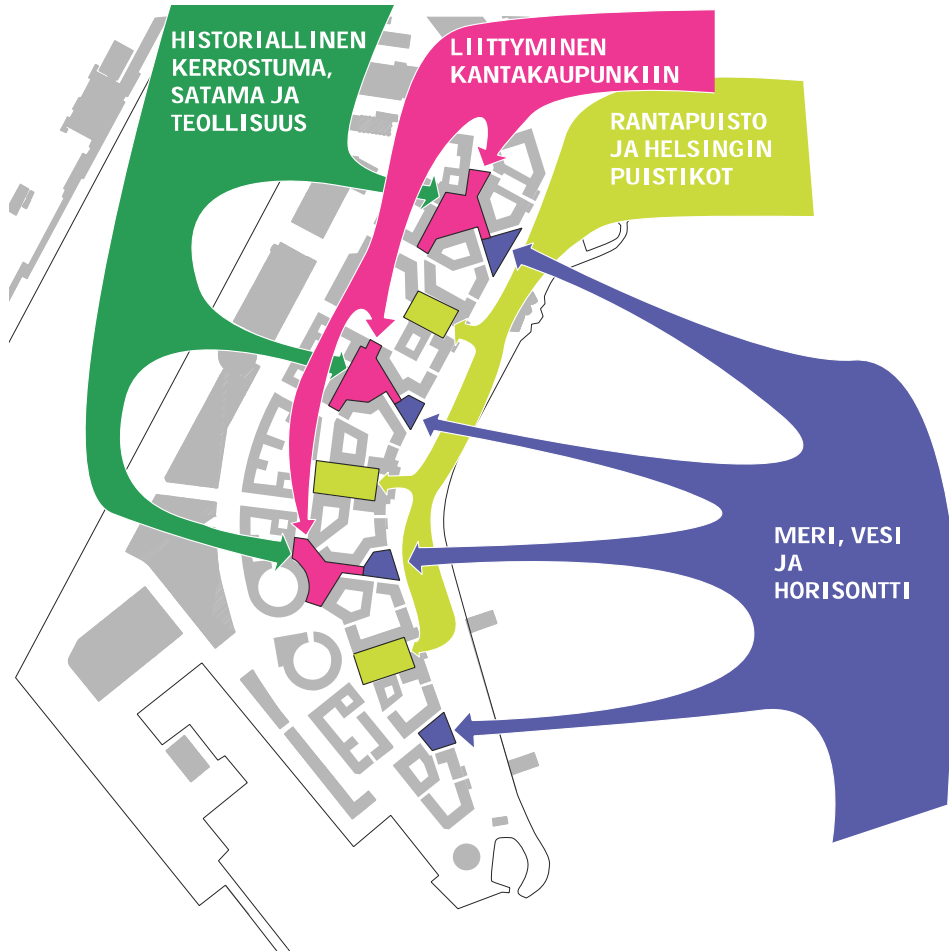 HISTORIALLINEN
KERROSTUMA,
SATAMA JA
TEOLLISUUS
LIITTYMINEN
KANTAKAUPUNKIIN
RANTAPUISTO
JA HELSINGIN
PUISTIKOT
MERI, VESI
JA
HORISONTTI